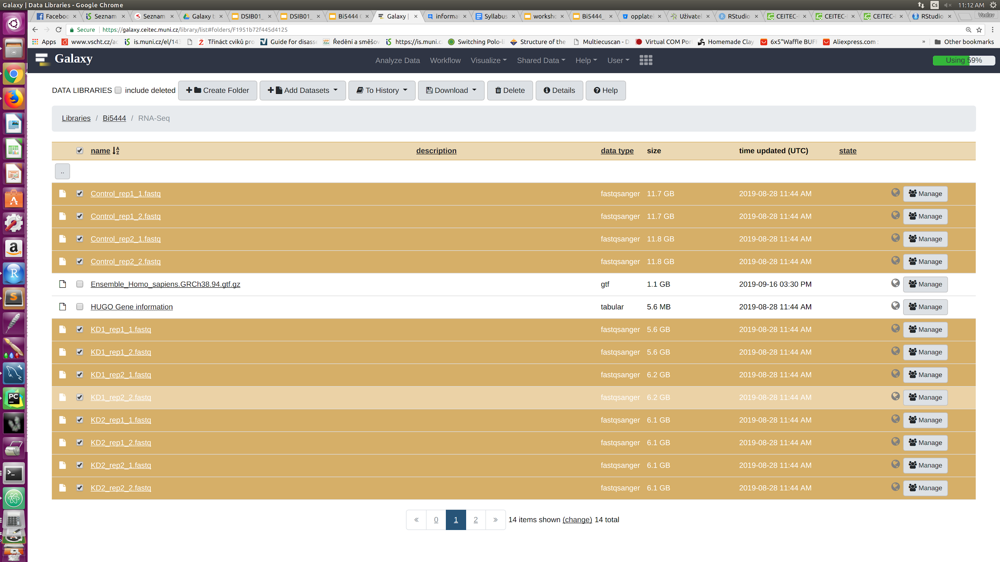 Galaxy | Data Libraries - Google Chrome
Cs 11:12 AM
Faceboo Seznam Seznam Galaxy t DSIB01_ DSIB01_ Bi5444 Galaxy | informa Syllabus worksho Bi5444_ opplatel Uživatel RStudio CEITEC- CEITEC- CEITEC- RStudio Vaclav
Secure https://galaxy.ceitec.muni.cz/library/list#folders/F1951b72f445d4125
Apps www.vscht.cz/ac is.muni.cz/el/143 Třináct cviků pro Guide for disasse Ředění a směšov https://is.muni.c Switching Polo-li Structure of the Multiecuscan - D Virtual COM Por Homemade Clay 6x5"Waffle BUF Aliexpress.com : » Other bookmarks
Galaxy Analyze Data Workflow Visualize Shared Data Help User Using 59%
DATA LIBRARIES include deleted Create Folder Add Datasets To History Download Delete Details Help
Libraries / Bi5444 / RNA-Seq
name description data type size time updated (UTC) state
..
Control_rep1_1.fastq fastqsanger 11.7 GB 2019-08-28 11:44 AM Manage
Control_rep1_2.fastq fastqsanger 11.7 GB 2019-08-28 11:44 AM Manage
Control_rep2_1.fastq fastqsanger 11.8 GB 2019-08-28 11:44 AM Manage
Control_rep2_2.fastq fastqsanger 11.8 GB 2019-08-28 11:44 AM Manage
Ensemble_Homo_sapiens.GRCh38.94.gtf.gz gtf 1.1 GB 2019-09-16 03:30 PM Manage
HUGO Gene information tabular 5.6 MB 2019-08-28 11:44 AM Manage
KD1_rep1_1.fastq fastqsanger 5.6 GB 2019-08-28 11:44 AM Manage
KD1_rep1_2.fastq fastqsanger 5.6 GB 2019-08-28 11:44 AM Manage
KD1_rep2_1.fastq fastqsanger 6.2 GB 2019-08-28 11:44 AM Manage
KD1_rep2_2.fastq fastqsanger 6.2 GB 2019-08-28 11:44 AM Manage
KD2_rep1_1.fastq fastqsanger 6.1 GB 2019-08-28 11:44 AM Manage
KD2_rep1_2.fastq fastqsanger 6.1 GB 2019-08-28 11:44 AM Manage
KD2_rep2_1.fastq fastqsanger 6.1 GB 2019-08-28 11:44 AM Manage
KD2_rep2_2.fastq fastqsanger 6.1 GB 2019-08-28 11:44 AM Manage
« 0 1 2 » 14 items shown (change) 14 total